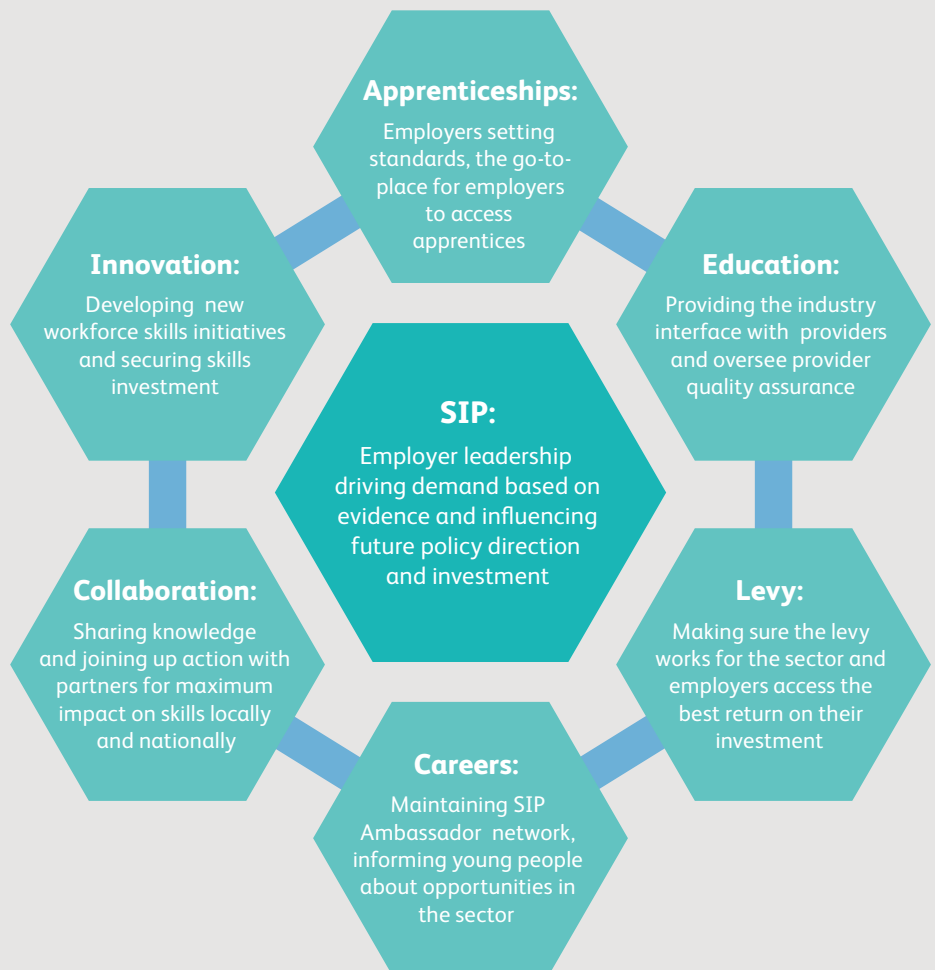 Apprenticeships:
Employers setting
standards, the go-to-
place for employers
to access
apprentices
Innovation:
Developing new
workforce skills initiatives
and securing skills
investment
Education:
Providing the industry
interface with providers
and oversee provider
quality assurance
SIP:
Employer leadership
driving demand based on
evidence and influencing
future policy direction
and investment
Collaboration:
Sharing knowledge
and joining up action with
partners for maximum
impact on skills locally
and nationally
Levy:
Making sure the levy
works for the sector and
employers access the
best return on their
investment
Careers:
Maintaining SIP
Ambassador network,
informing young people
about opportunities in
the sector